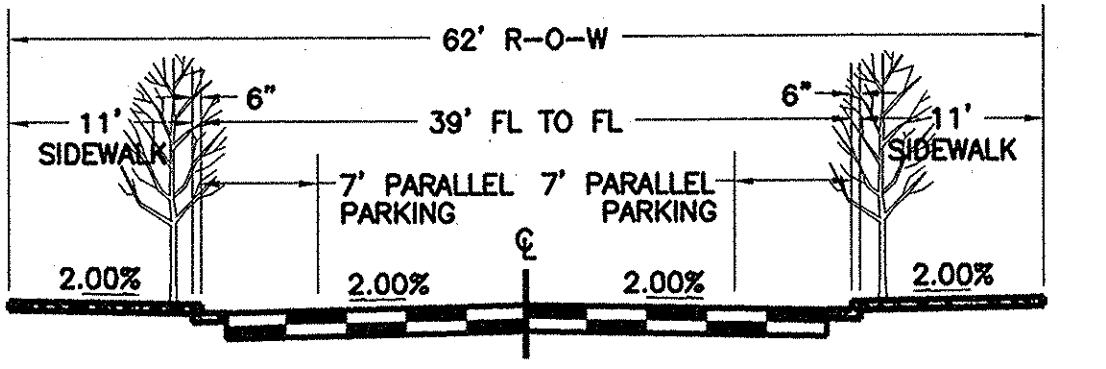 62' R-O-W
6" 6"
11' 39' FL TO FL 11'
SIDEWALK SIDEWALK
7' PARALLEL 7' PARALLEL
PARKING PARKING
℄
2.00% 2.00% 2.00% 2.00%